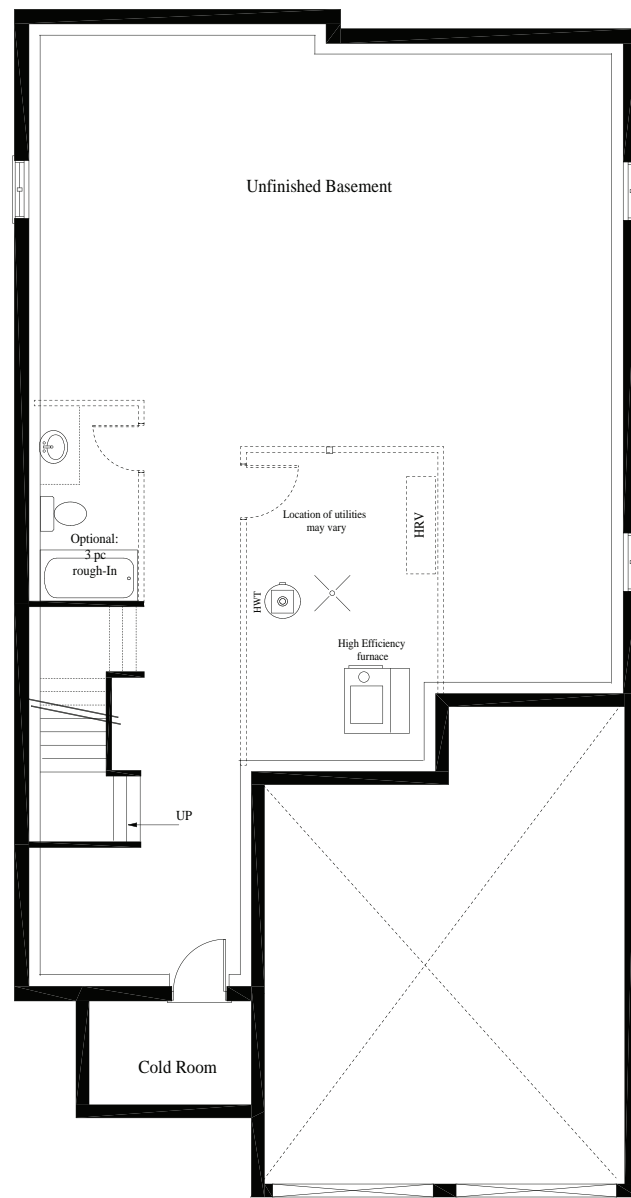 Unfinished Basement
Location of utilities
may vary
HRV
Optional:
3 pc
rough-In
HWT
High Efficiency
furnace
UP
Cold Room